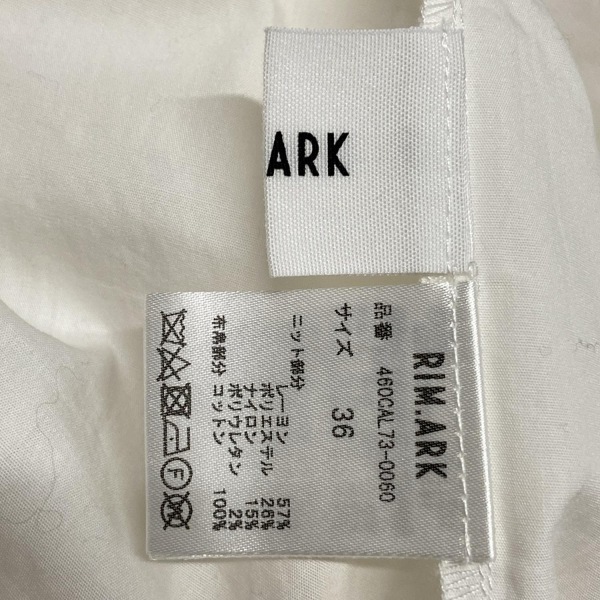 ARK
RIM.ARK
品番 460CAL73-0060
サイズ 36
ニット部分
レーヨン 57%
ポリエステル 26%
ナイロン 15%
ポリウレタン 2%
布帛部分 コットン 100%
F